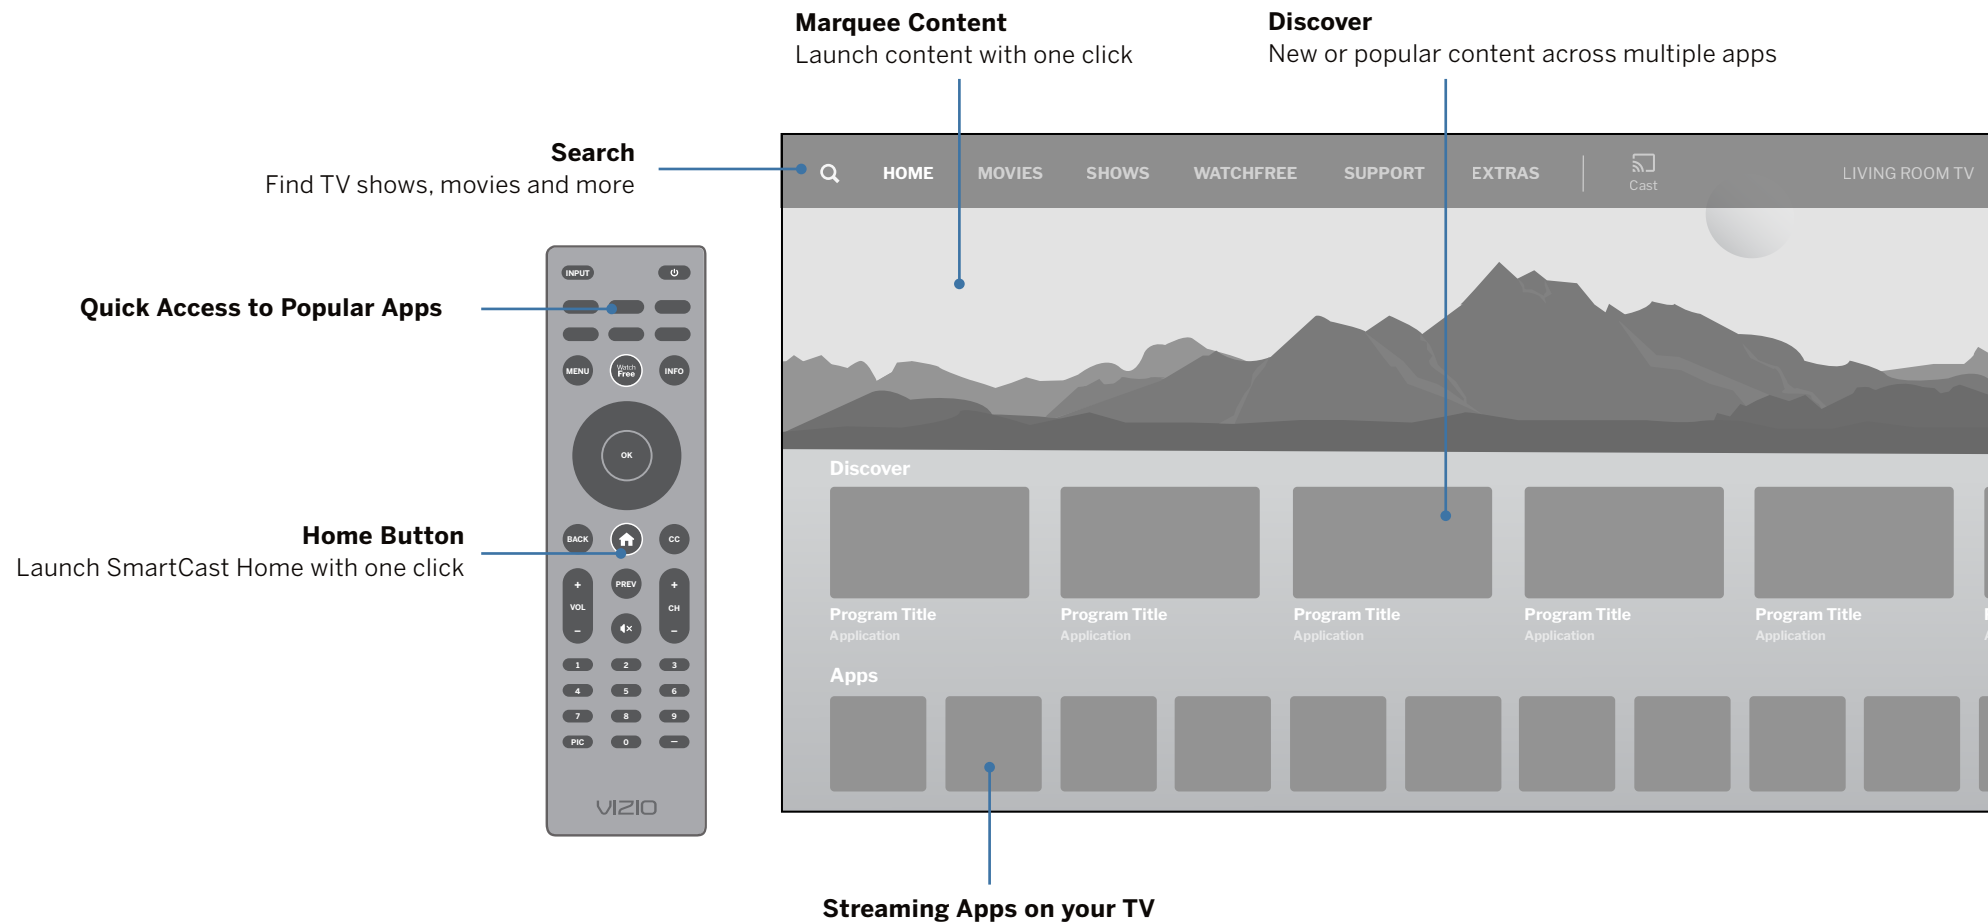 Marquee Content
Launch content with one click
Discover
New or popular content across multiple apps
Search
Find TV shows, movies and more
HOME MOVIES SHOWS WATCHFREE SUPPORT EXTRAS Cast LIVING ROOM TV
Quick Access to Popular Apps
INPUT
MENU Watch Free INFO
OK
Home Button
Launch SmartCast Home with one click
BACK CC
+ PREV +
VOL CH
– –
1 2 3
4 5 6
7 8 9
PIC 0 –
VIZIO
Discover
Program Title Program Title Program Title Program Title Program Title
Application Application Application Application Application
Apps
Streaming Apps on your TV